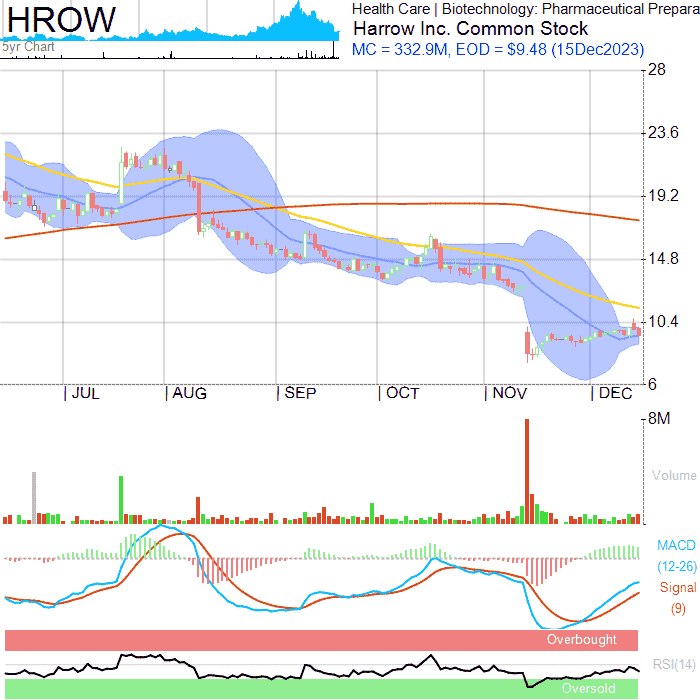 HROW
5yr Chart
Health Care | Biotechnology: Pharmaceutical Prepara
Harrow Inc. Common Stock
MC = 332.9M, EOD = $9.48 (15Dec2023)
28
23.6
19.2
14.8
10.4
6
JUL AUG SEP OCT NOV DEC
8M
Volume
MACD
(12-26)
Signal
(9)
Overbought
RSI(14)
Oversold